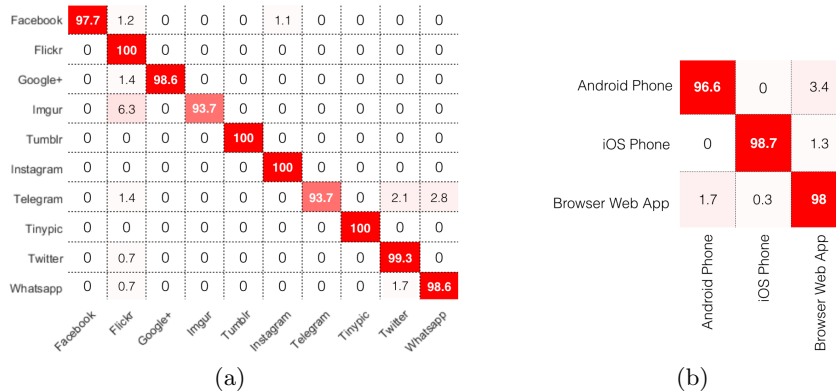 Facebook 97.7 1.2 0 0 0 1.1 0 0 0 0
Flickr 0 100 0 0 0 0 0 0 0 0
Google+ 0 1.4 98.6 0 0 0 0 0 0 0
Imgur 0 6.3 0 93.7 0 0 0 0 0 0
Tumblr 0 0 0 0 100 0 0 0 0 0
Instagram 0 0 0 0 0 100 0 0 0 0
Telegram 0 1.4 0 0 0 0 93.7 0 2.1 2.8
Tinypic 0 0 0 0 0 0 0 100 0 0
Twitter 0 0.7 0 0 0 0 0 0 99.3 0
Whatsapp 0 0.7 0 0 0 0 0 0 1.7 98.6
Facebook Flickr Google+ Imgur Tumblr Instagram Telegram Tinypic Twitter Whatsapp
(a)
Android Phone 96.6 0 3.4
iOS Phone 0 98.7 1.3
Browser Web App 1.7 0.3 98
Android Phone
iOS Phone
Browser Web App
(b)